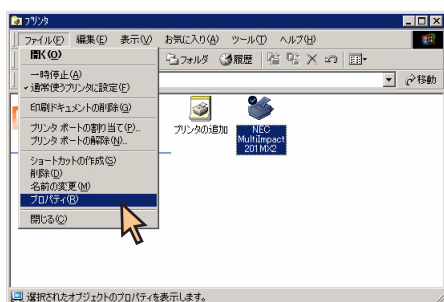 プリンタ
ファイル(F) 編集(E) 表示(V) お気に入り(A) ツール(T) ヘルプ(H)
開く(O)
フォルダ 履歴
一時停止(A)
通常使うプリンタに設定(F)
移動
印刷ドキュメントの削除(G)
プリンタ ポートの割り当て(P)...
プリンタ ポートの解除(N)...
ショートカットの作成(S)
削除(D)
名前の変更(M)
プロパティ(R)
閉じる(C)
プリンタの追加
NEC
MultiImpact
201MX2
選択されたオブジェクトのプロパティを表示します。